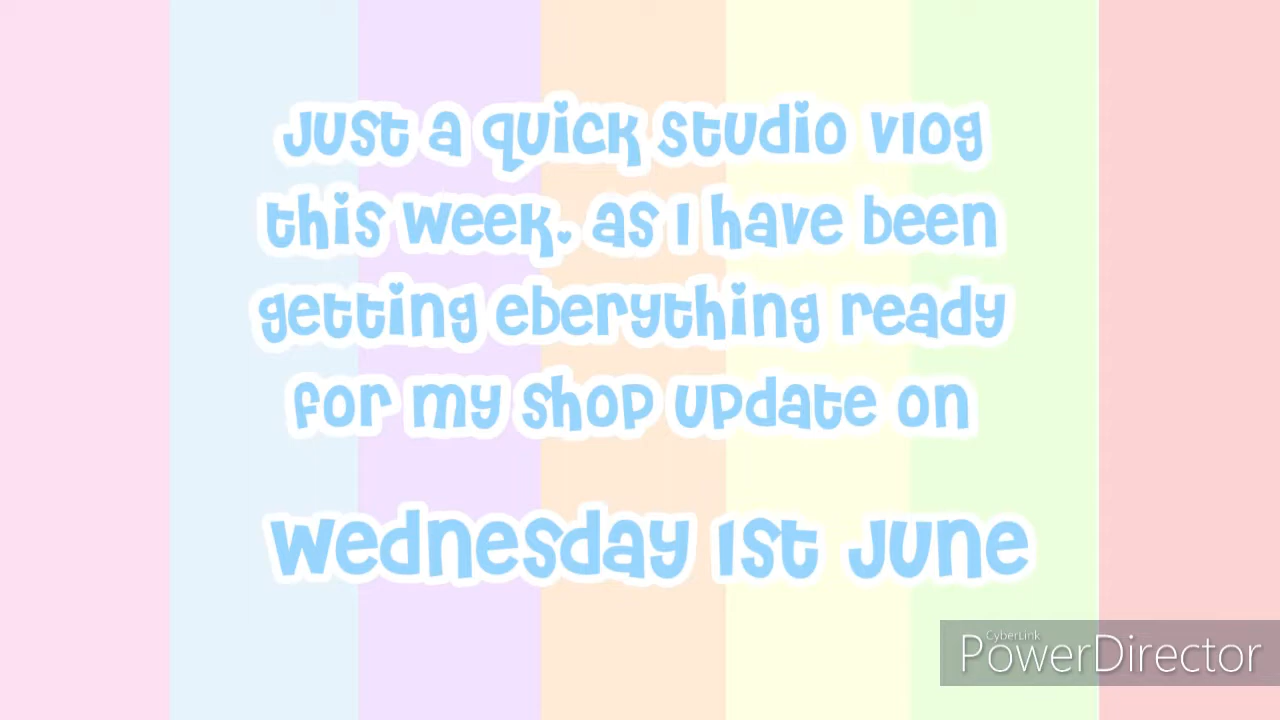 Just a quick studio vlog
this week. as I have been
getting eberything ready
for my shop update on
Wednesday 1st June
CyberLink
PowerDirector